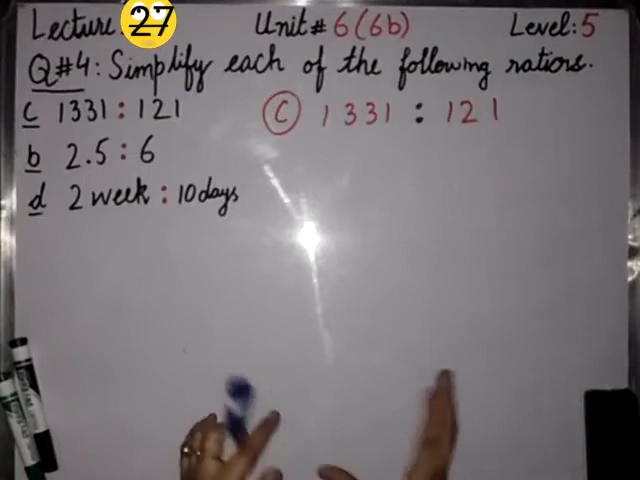 Lecture: 27 Unit # 6 (6b) Level: 5
Q#4: Simplify each of the following ratios.
c 1331 : 121
b 2.5 : 6
d 2 week : 10 days
c 1331 : 121